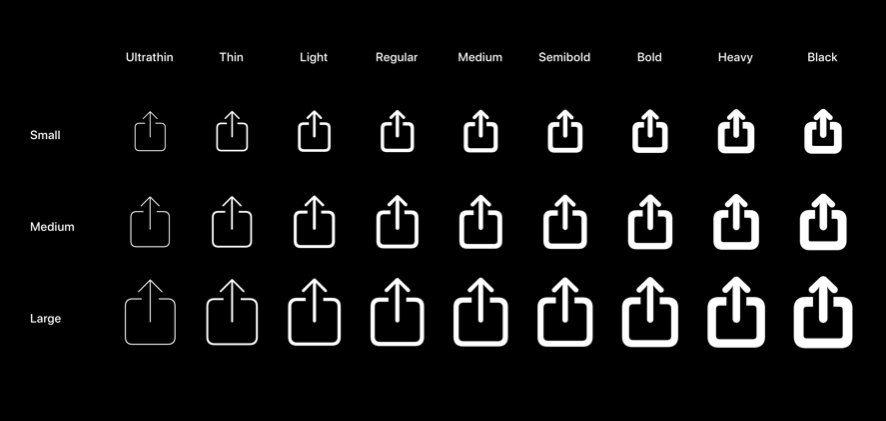 Ultrathin Thin Light Regular Medium Semibold Bold Heavy Black
Small
Medium
Large